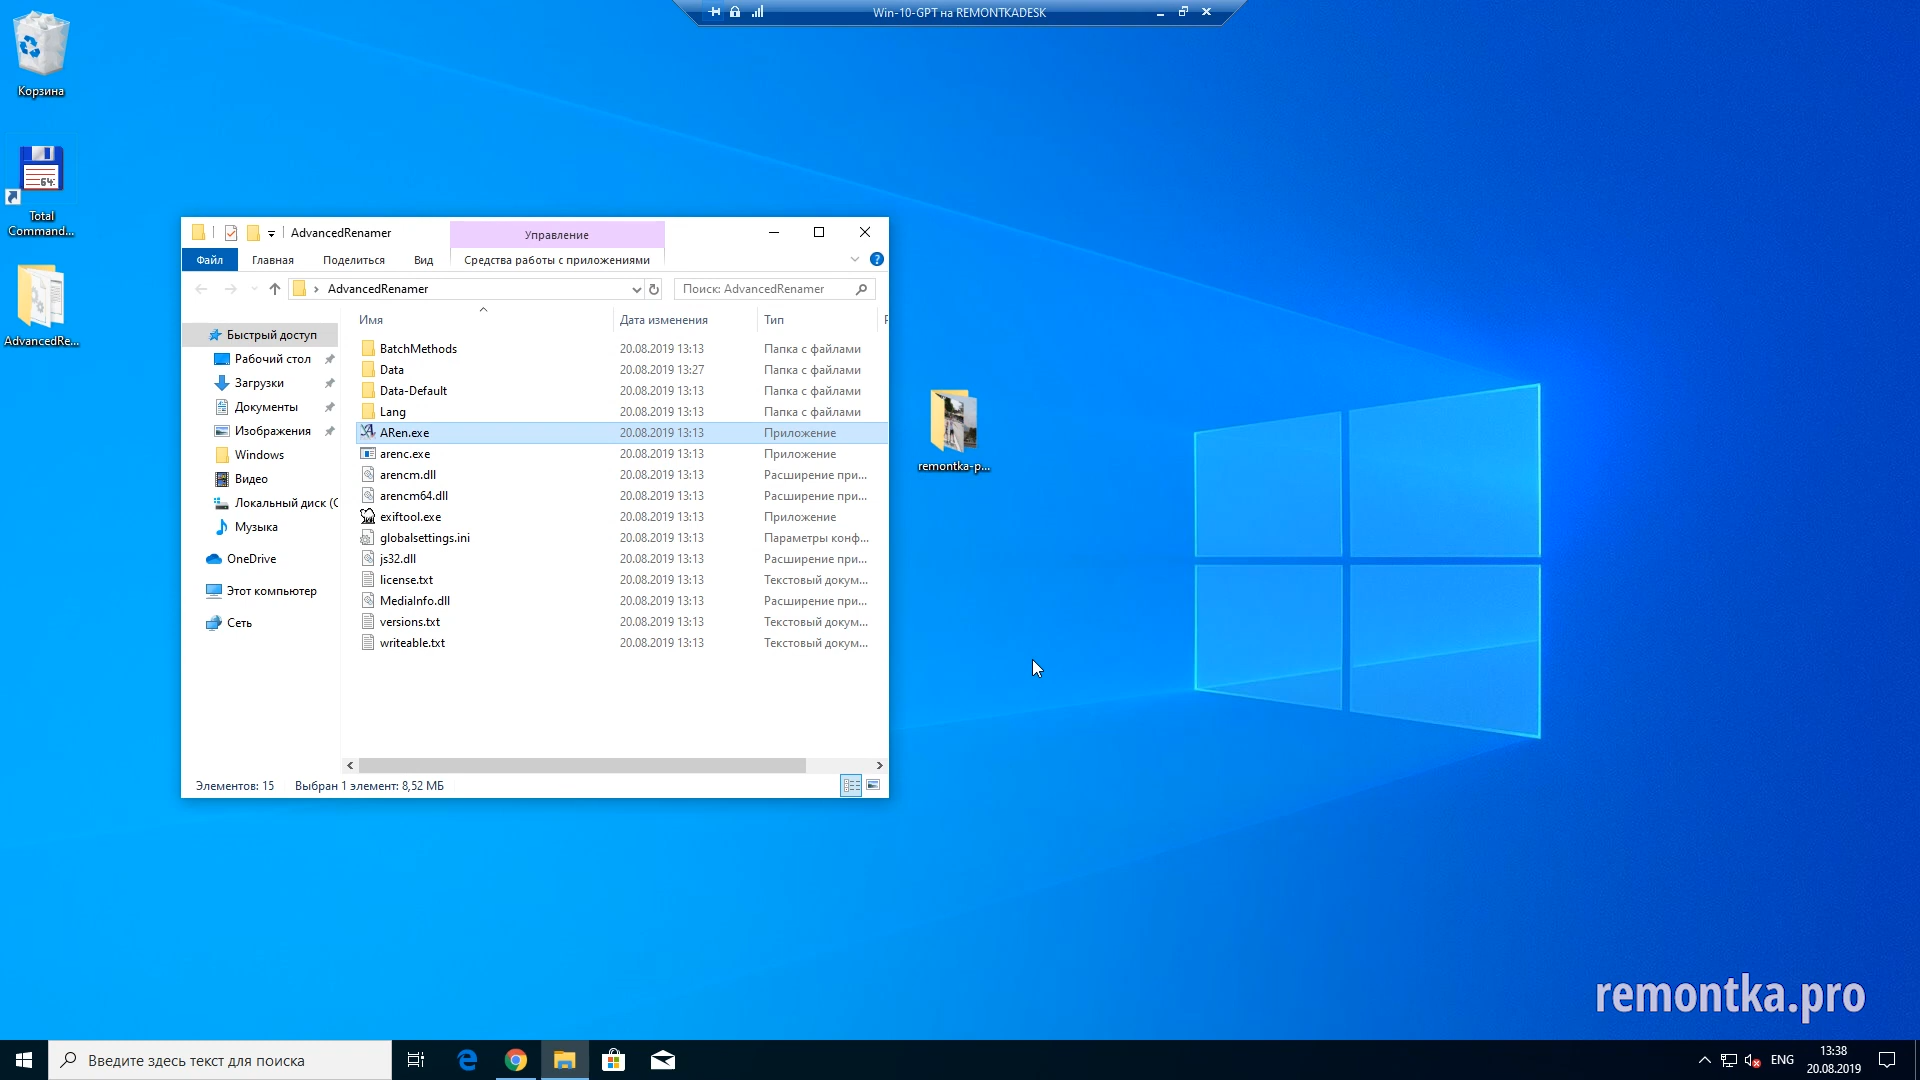 Win-10-GPT на REMONTKADESK
Корзина
64
Total
Command...
AdvancedRe...
AdvancedRenamer
Управление
Файл
Главная
Поделиться
Вид
Средства работы с приложениями
AdvancedRenamer
Поиск: AdvancedRenamer
Имя
Дата изменения
Тип
Быстрый доступ
Рабочий стол
Загрузки
Документы
Изображения
Windows
Видео
Локальный диск (C
Музыка
OneDrive
Этот компьютер
Сеть
BatchMethods 20.08.2019 13:13 Папка с файлами
Data 20.08.2019 13:27 Папка с файлами
Data-Default 20.08.2019 13:13 Папка с файлами
Lang 20.08.2019 13:13 Папка с файлами
ARen.exe 20.08.2019 13:13 Приложение
arenc.exe 20.08.2019 13:13 Приложение
arencm.dll 20.08.2019 13:13 Расширение при...
arencm64.dll 20.08.2019 13:13 Расширение при...
exiftool.exe 20.08.2019 13:13 Приложение
globalsettings.ini 20.08.2019 13:13 Параметры конф...
js32.dll 20.08.2019 13:13 Расширение при...
license.txt 20.08.2019 13:13 Текстовый докум...
MediaInfo.dll 20.08.2019 13:13 Расширение при...
versions.txt 20.08.2019 13:13 Текстовый докум...
writeable.txt 20.08.2019 13:13 Текстовый докум...
Элементов: 15
Выбран 1 элемент: 8,52 МБ
remontka-p...
remontka.pro
Введите здесь текст для поиска
ENG
13:38
20.08.2019